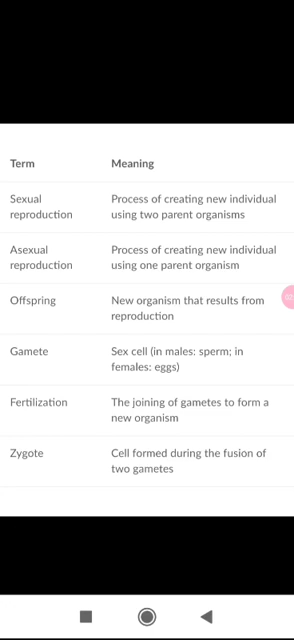 Term Meaning
Sexual reproduction Process of creating new individual
using two parent organisms
Asexual reproduction Process of creating new individual
using one parent organism
Offspring New organism that results from
reproduction
Gamete Sex cell (in males: sperm; in
females: eggs)
Fertilization The joining of gametes to form a
new organism
Zygote Cell formed during the fusion of
two gametes